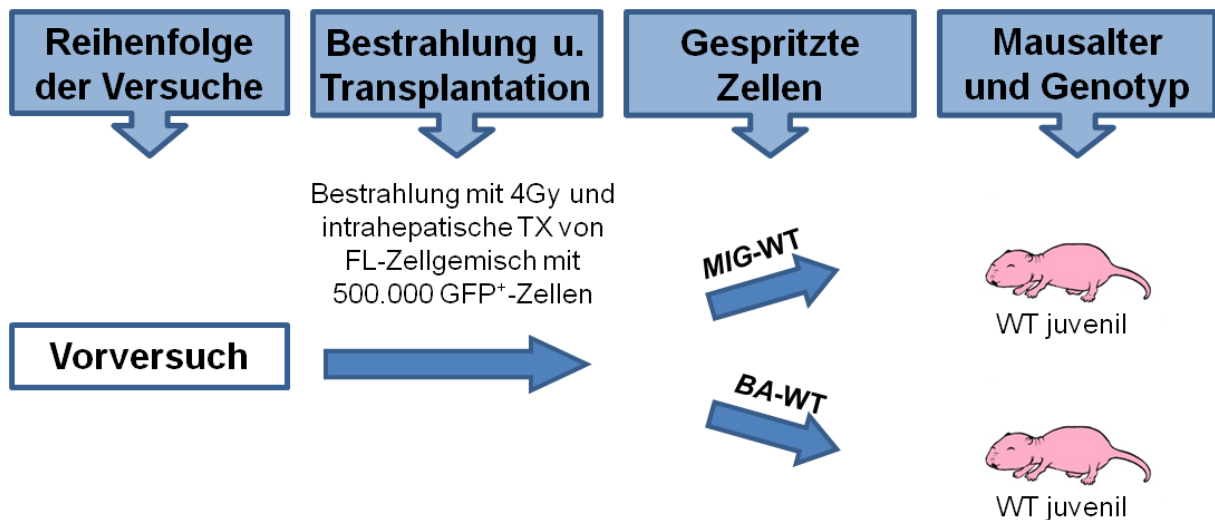 Reihenfolge
der Versuche
Bestrahlung u.
Transplantation
Gespritzte
Zellen
Mausalter
und Genotyp
Vorversuch
Bestrahlung mit 4Gy und
intrahepatische TX von
FL-Zellgemisch mit
500.000 GFP⁺-Zellen
MIG-WT
BA-WT
WT juvenil
WT juvenil